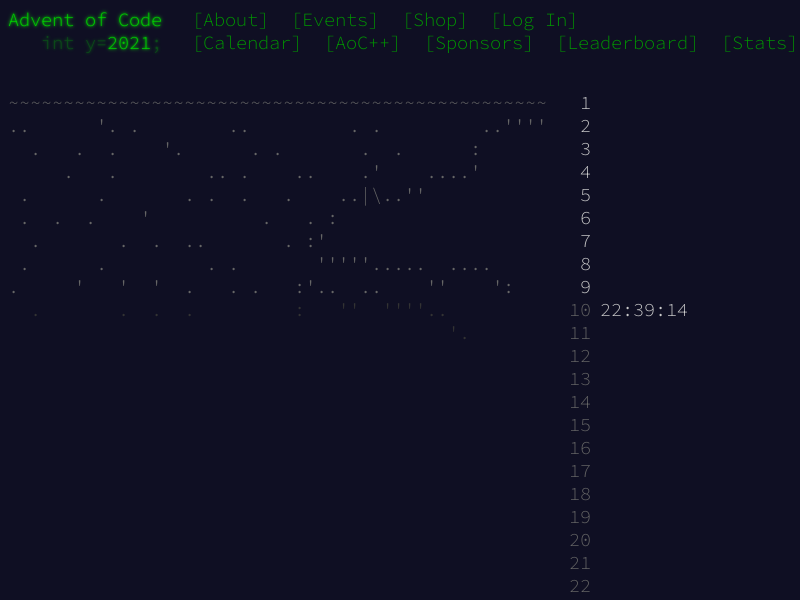 Advent of Code [About] [Events] [Shop] [Log In]
int y=2021; [Calendar] [AoC++] [Sponsors] [Leaderboard] [Stats]
~~~~~~~~~~~~~~~~~~~~~~~~~~~~~~~~~~~~~~~~~~~~~~~~~ 1
..      '. .        ..         . .         ..'''' 2
  .   .  .    '.      . .       .  .      : 3
     .   .        .. .    ..    .'    ....' 4
 .      .       . .  .   .    ..|\..'' 5
 .  .  .    '          .   . : 6
  .       .  .  ..       . :' 7
 .      .         . .       '''''.....  .... 8
.     '   '  '  .   . .   :'..  ..    ''    ': 9
  .       .  .  .         :   ''  ''''.. 10 22:39:14
                                        '. 11
12
13
14
15
16
17
18
19
20
21
22